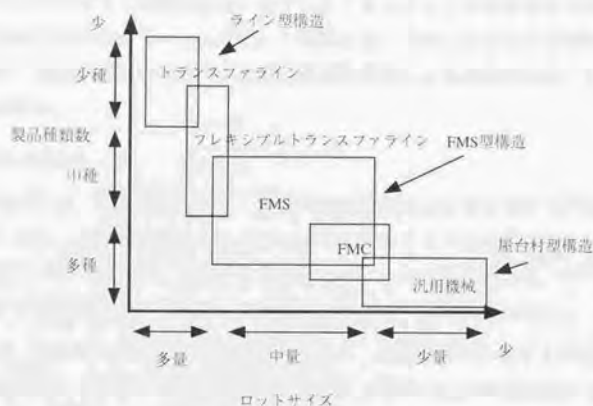 少
ライン型構造
少種
トランスファライン
製品種類数
フレキシブルトランスファライン
FMS型構造
中種
FMS
FMC
屋台村型構造
多種
汎用機械
多量
中量
少量
少
ロットサイズ